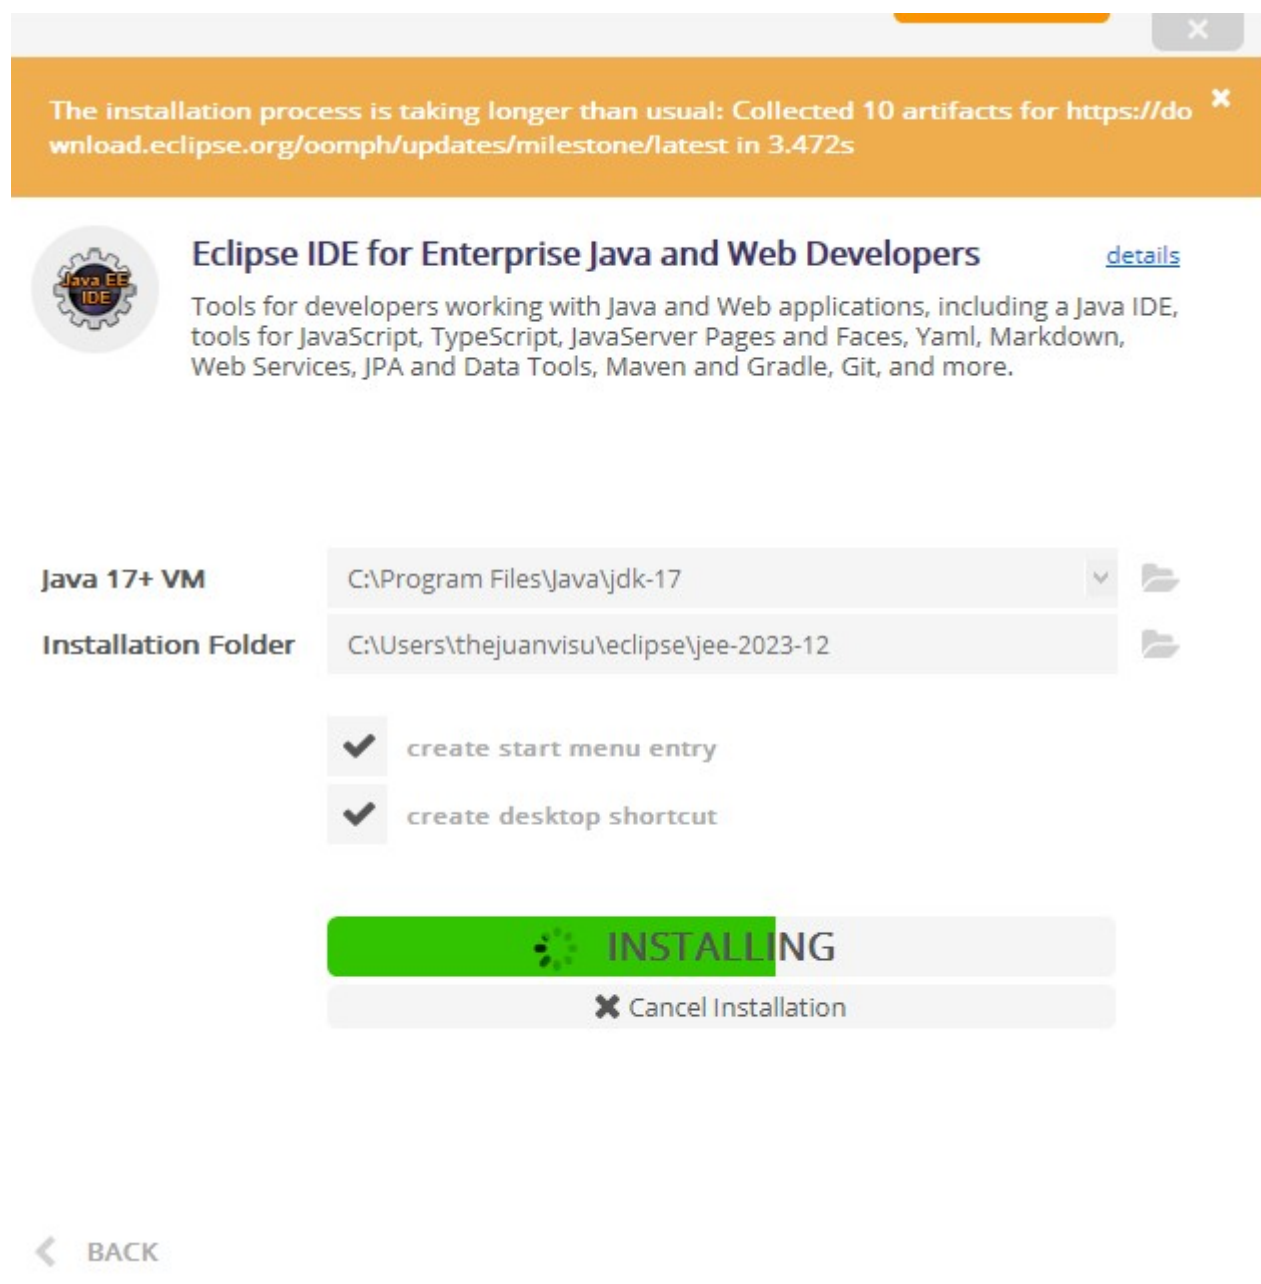 The installation process is taking longer than usual: Collected 10 artifacts for https://do
wnload.eclipse.org/oomph/updates/milestone/latest in 3.472s
Java EE
IDE
Eclipse IDE for Enterprise Java and Web Developers
details
Tools for developers working with Java and Web applications, including a Java IDE,
tools for JavaScript, TypeScript, JavaServer Pages and Faces, Yaml, Markdown,
Web Services, JPA and Data Tools, Maven and Gradle, Git, and more.
Java 17+ VM
C:\Program Files\Java\jdk-17
Installation Folder
C:\Users\thejuanvisu\eclipse\jee-2023-12
create start menu entry
create desktop shortcut
INSTALLING
Cancel Installation
BACK